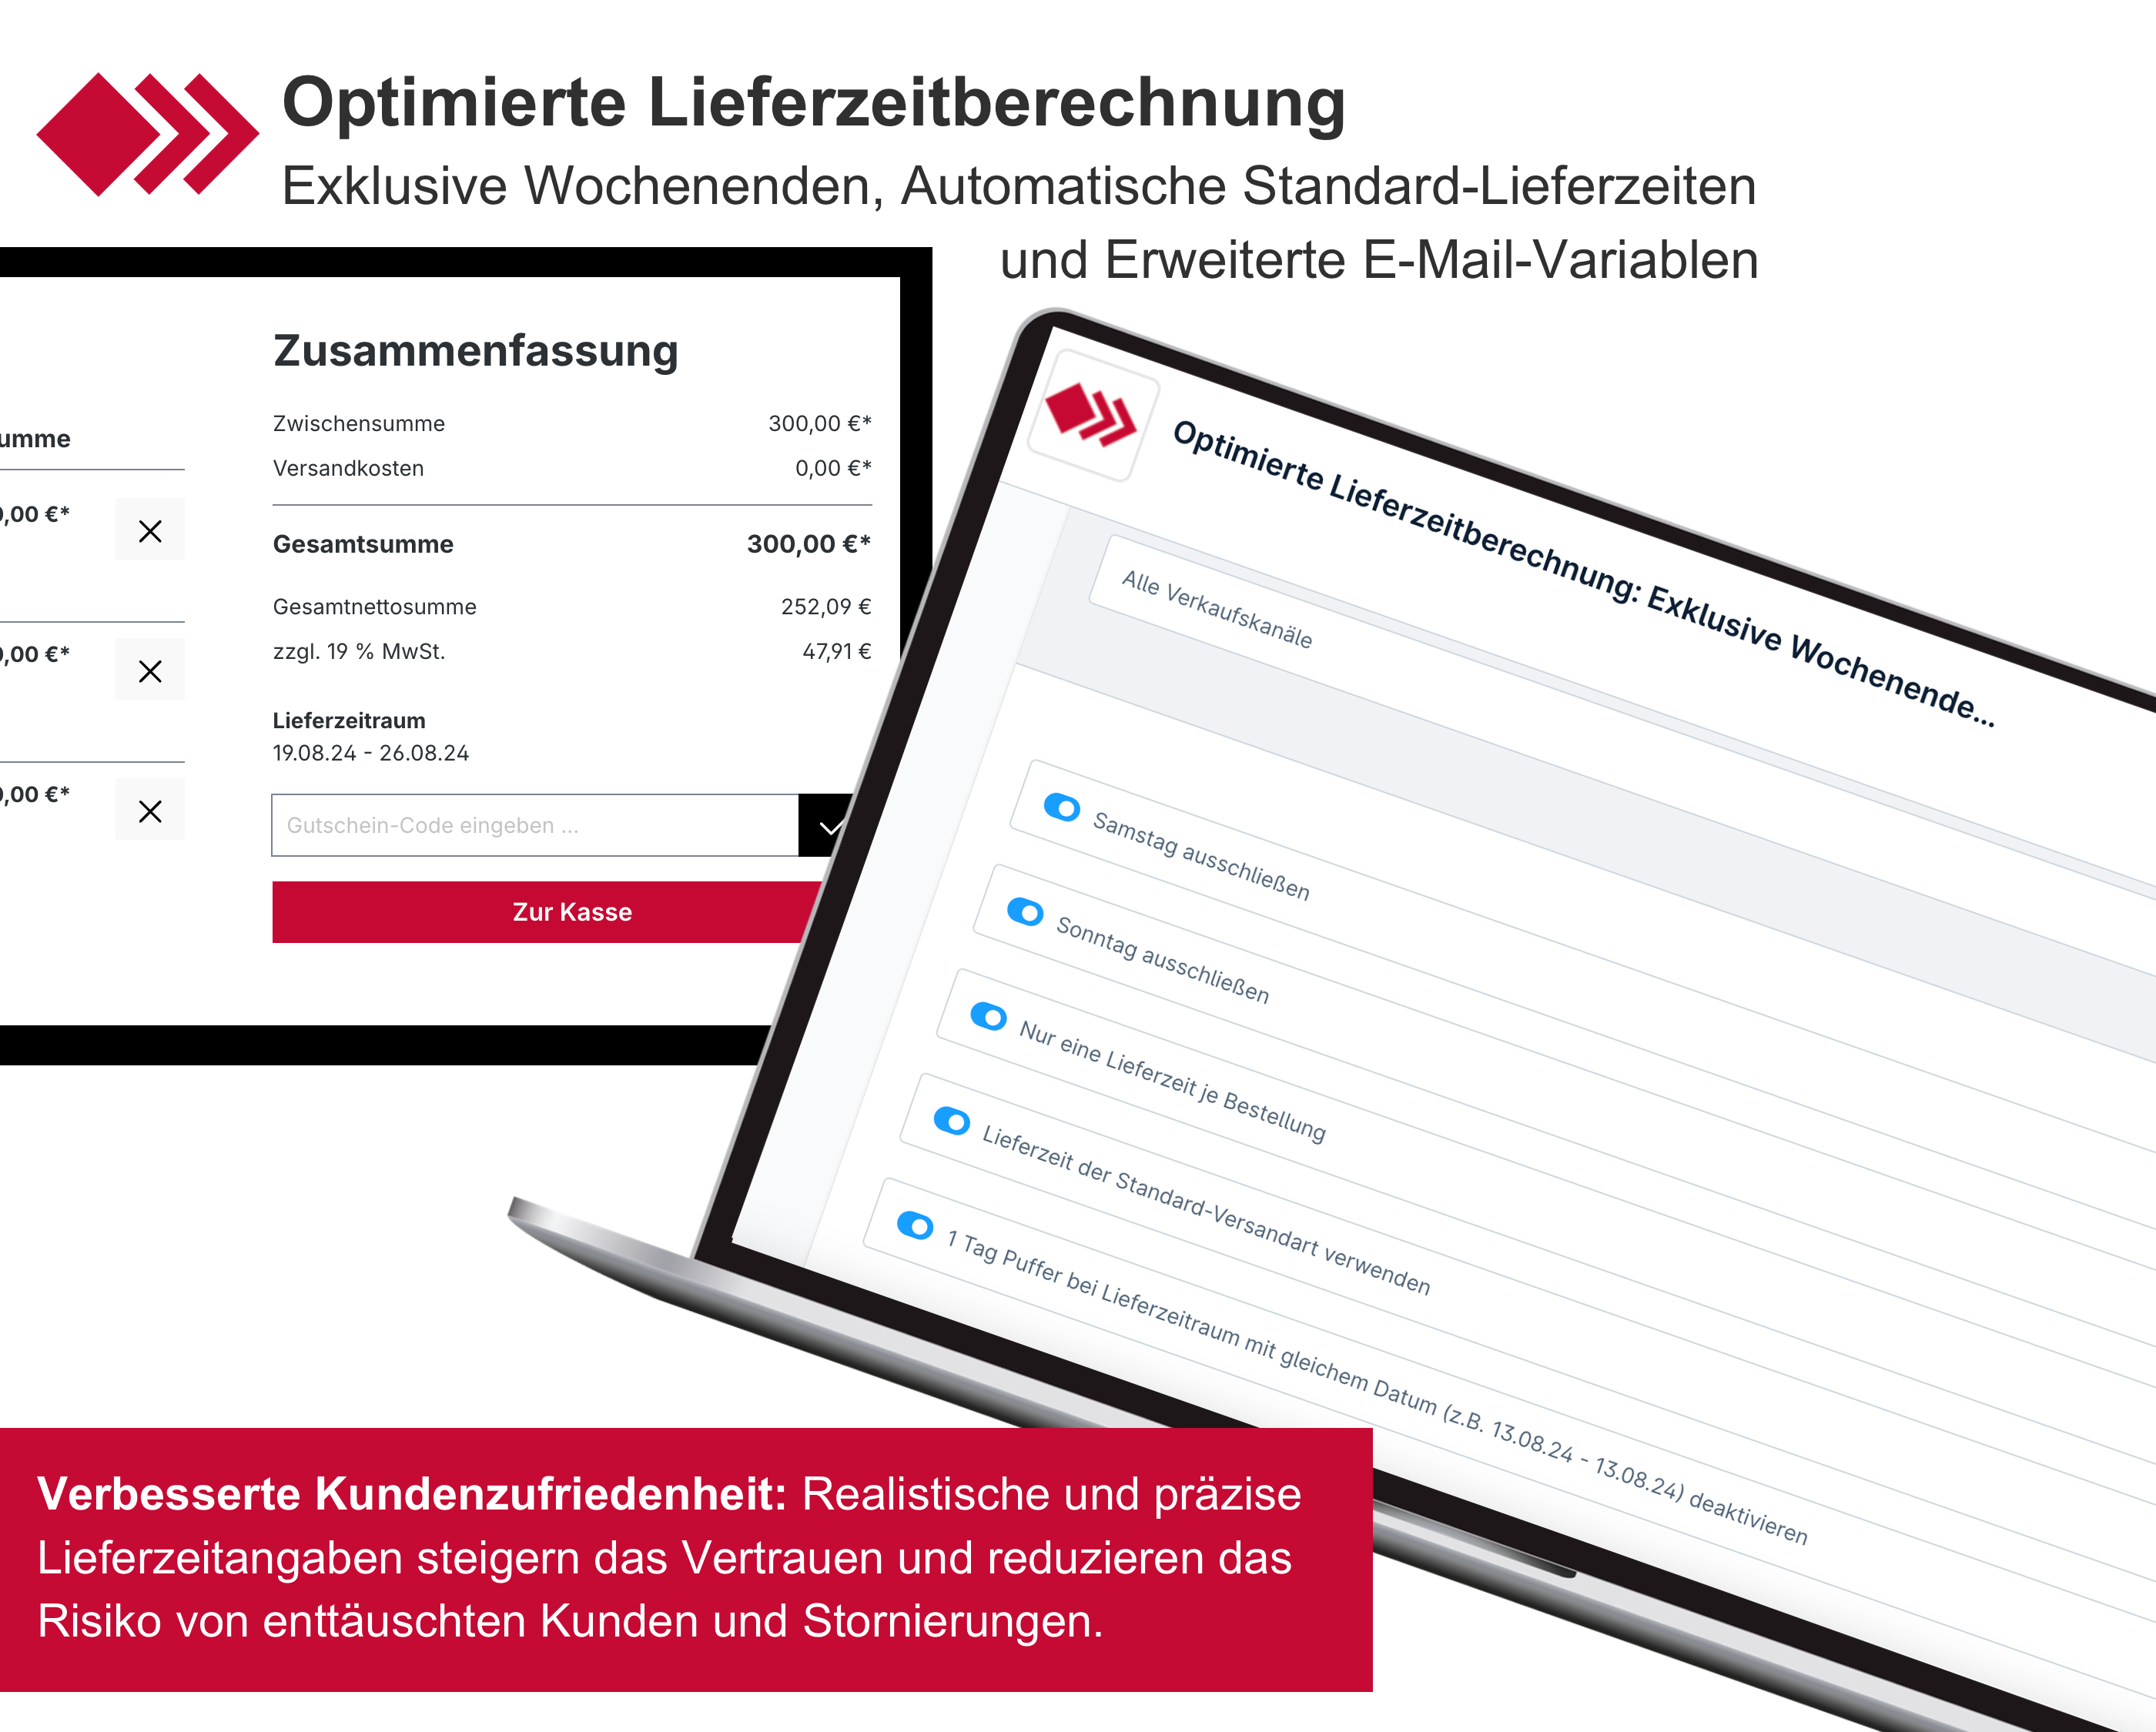 Optimierte Lieferzeitberechnung
Exklusive Wochenenden, Automatische Standard-Lieferzeiten
und Erweiterte E-Mail-Variablen
Zusammenfassung
Zwischensumme 300,00 €*
Versandkosten 0,00 €*
Gesamtsumme 300,00 €*
Gesamtnettosumme 252,09 €
zzgl. 19 % MwSt. 47,91 €
Lieferzeitraum
19.08.24 - 26.08.24
Gutschein-Code eingeben ...
Zur Kasse
umme
,00 €*
,00 €*
,00 €*
Optimierte Lieferzeitberechnung: Exklusive Wochenende...
Alle Verkaufskanäle
Samstag ausschließen
Sonntag ausschließen
Nur eine Lieferzeit je Bestellung
Lieferzeit der Standard-Versandart verwenden
1 Tag Puffer bei Lieferzeitraum mit gleichem Datum (z.B. 13.08.24 - 13.08.24) deaktivieren
Verbesserte Kundenzufriedenheit: Realistische und präzise
Lieferzeitangaben steigern das Vertrauen und reduzieren das
Risiko von enttäuschten Kunden und Stornierungen.